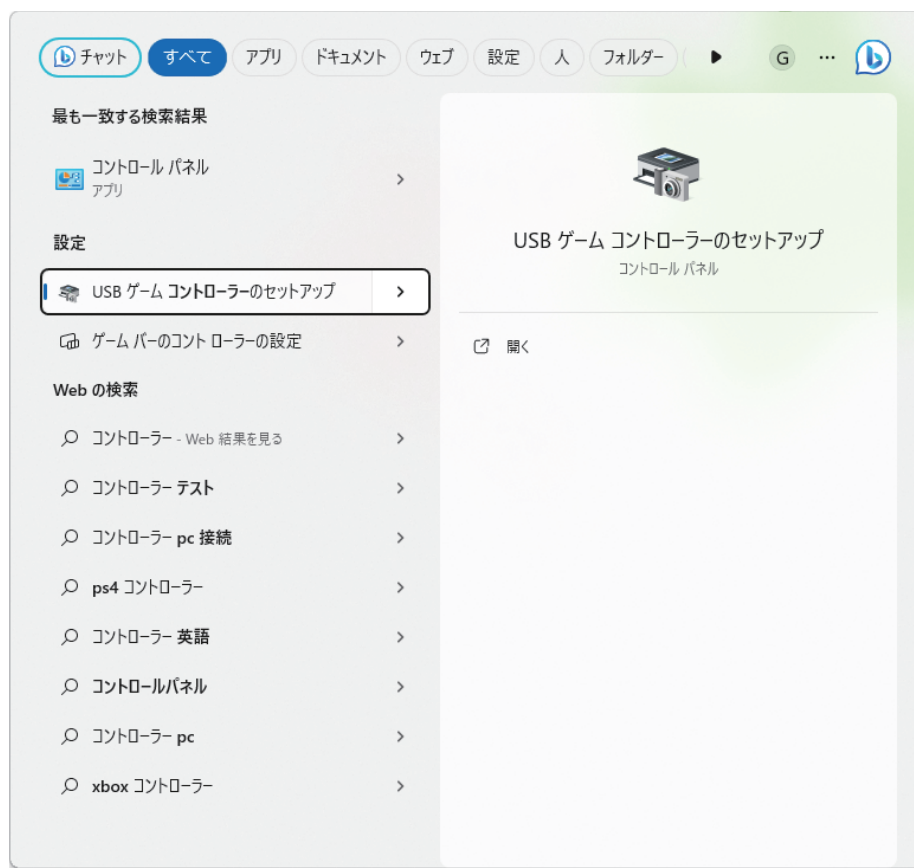 チャット すべて アプリ ドキュメント ウェブ 設定 人 フォルダー G ...
最も一致する検索結果
コントロール パネル
アプリ
設定
USB ゲーム コントローラーのセットアップ
ゲーム バーのコント ローラーの設定
Web の検索
コントローラー - Web 結果を見る
コントローラー テスト
コントローラー pc 接続
ps4 コントローラー
コントローラー 英語
コントロールパネル
コントローラー pc
xbox コントローラー
USB ゲーム コントローラーのセットアップ
コントロール パネル
開く